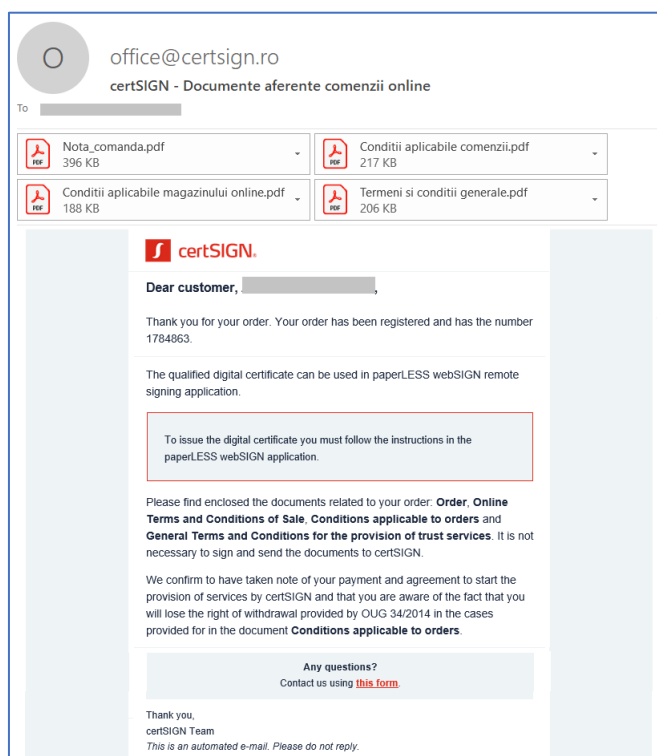 O
office@certsign.ro
certSIGN - Documente aferente comenzii online
To
PDF
Nota_comanda.pdf
396 KB
PDF
Conditii aplicabile comenzii.pdf
217 KB
PDF
Conditii aplicabile magazinului online.pdf
188 KB
PDF
Termeni si conditii generale.pdf
206 KB
certSIGN®
Dear customer, ,
Thank you for your order. Your order has been registered and has the number
1784863.
The qualified digital certificate can be used in paperLESS webSIGN remote
signing application.
To issue the digital certificate you must follow the instructions in the
paperLESS webSIGN application.
Please find enclosed the documents related to your order: Order, Online
Terms and Conditions of Sale, Conditions applicable to orders and
General Terms and Conditions for the provision of trust services. It is not
necessary to sign and send the documents to certSIGN.
We confirm to have taken note of your payment and agreement to start the
provision of services by certSIGN and that you are aware of the fact that you
will lose the right of withdrawal provided by OUG 34/2014 in the cases
provided for in the document Conditions applicable to orders.
Any questions?
Contact us using this form.
Thank you,
certSIGN Team
This is an automated e-mail. Please do not reply.